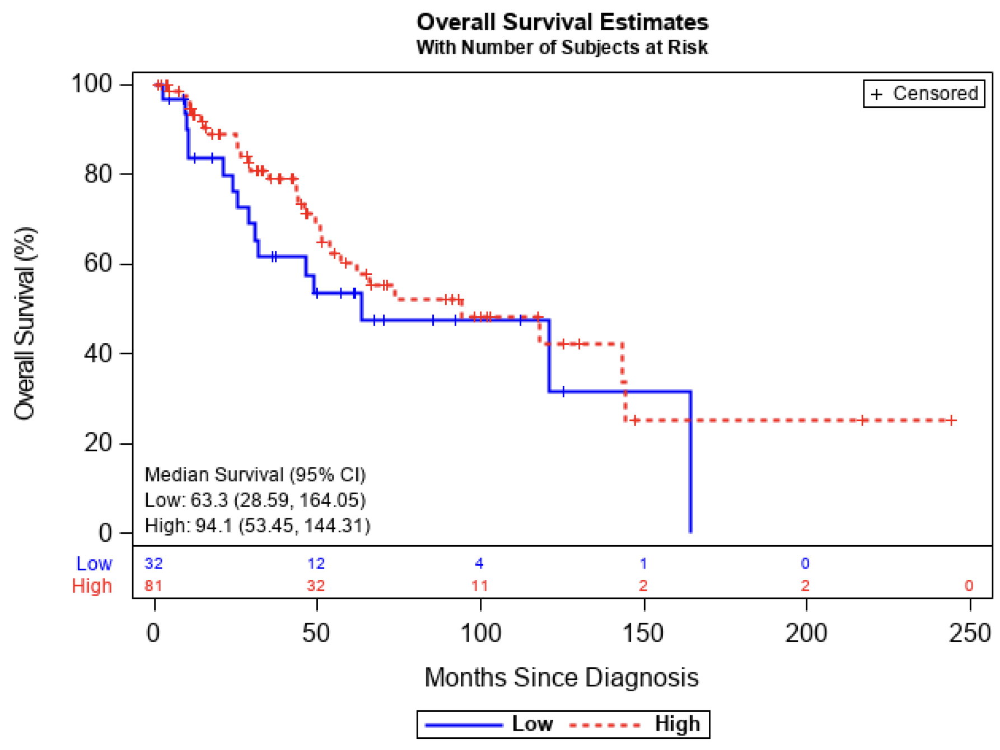 Overall Survival Estimates
With Number of Subjects at Risk
+ Censored
Overall Survival (%)
100
80
60
40
20
0
Median Survival (95% CI)
Low: 63.3 (28.59, 164.05)
High: 94.1 (53.45, 144.31)
Low 32 12 4 1 0
High 81 32 11 2 2 0
0 50 100 150 200 250
Months Since Diagnosis
Low High